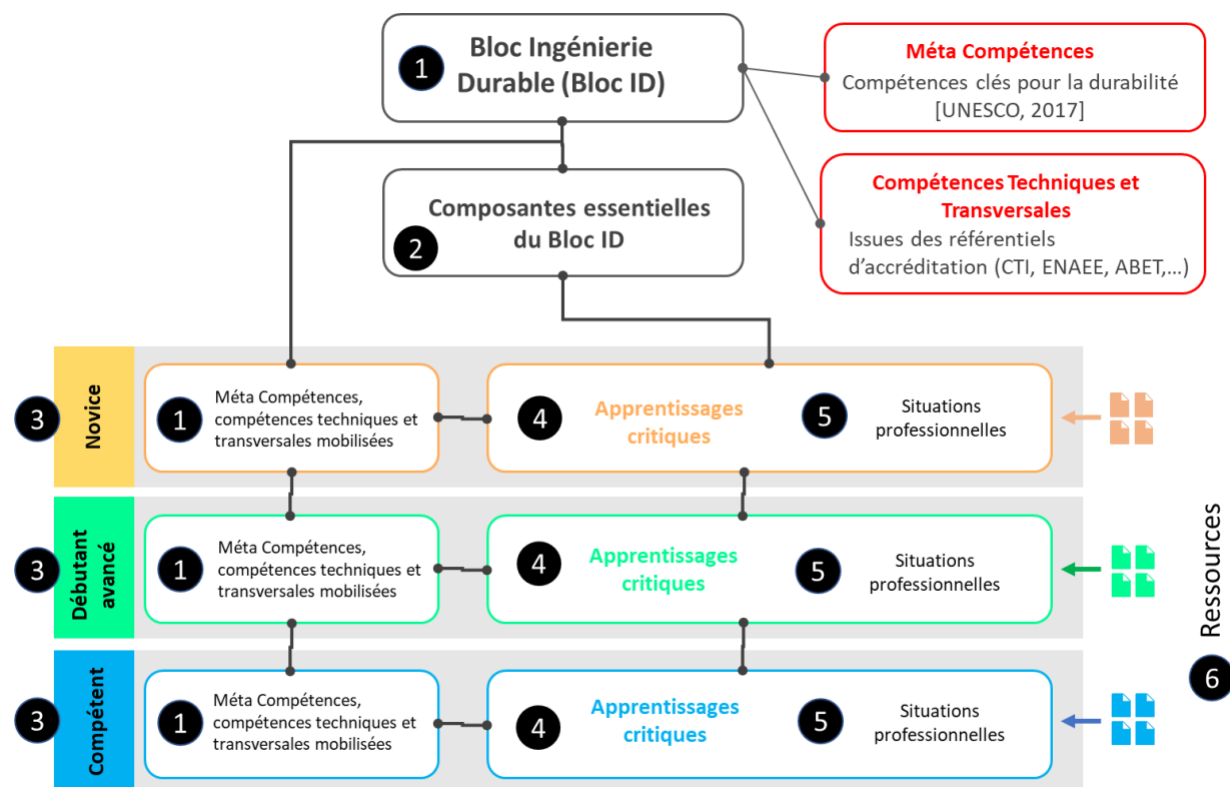 1
Bloc Ingénierie
Durable (Bloc ID)
Méta Compétences
Compétences clés pour la durabilité
[UNESCO, 2017]
Compétences Techniques et
Transversales
Issues des référentiels
d’accréditation (CTI, ENAEE, ABET,...)
2
Composantes essentielles
du Bloc ID
3
Novice
1
Méta Compétences,
compétences techniques et
transversales mobilisées
4
Apprentissages
critiques
5
Situations
professionnelles
3
Débutant
avancé
1
Méta Compétences,
compétences techniques et
transversales mobilisées
4
Apprentissages
critiques
5
Situations
professionnelles
3
Compétent
1
Méta Compétences,
compétences techniques et
transversales mobilisées
4
Apprentissages
critiques
5
Situations
professionnelles
6
Ressources